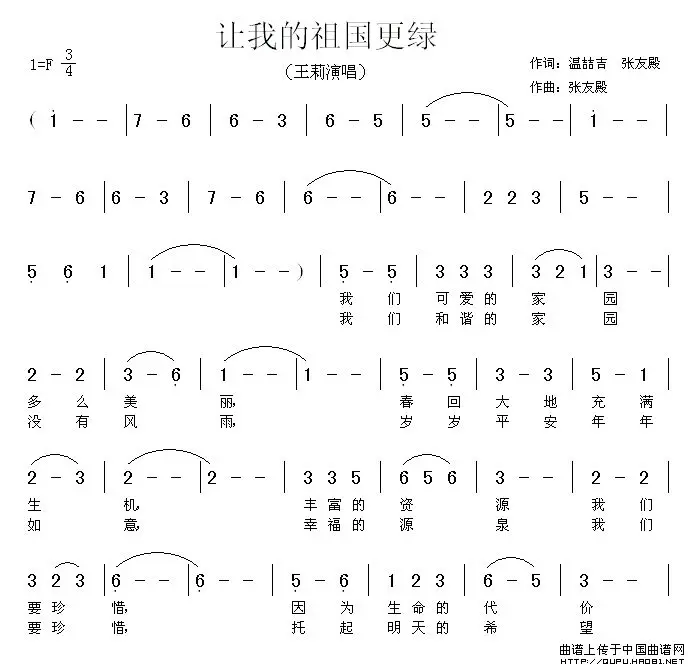 让我的祖国更绿
1=F 3/4
（王莉演唱）
作词：温喆吉 张友殿
作曲：张友殿
( 1 - - | 7 - 6 | 6 - 3 | 6 - 5 | 5 - - | 5 - - | 1 - - |
7 - 6 | 6 - 3 | 7 - 6 | 6 - - | 6 - - | 2 2 3 | 5 - - |
5 6 1 | 1 - - | 1 - - ) | 5 - 5 | 3 3 3 | 3 2 1 | 3 - - |
我 们 可 爱 的 家 园
我 们 和 谐 的 家 园
2 - 2 | 3 - 6 | 1 - - | 1 - - | 5 - 5 | 3 - 3 | 5 - 1 |
多 么 美 丽， 春 回 大 地 充 满
没 有 风 雨， 岁 岁 平 安 年 年
2 - 3 | 2 - - | 2 - - | 3 3 5 | 6 5 6 | 3 - - | 2 - 2 |
生 机， 丰 富 的 资 源 我 们
如 意， 幸 福 的 源 泉 我 们
3 2 3 | 6 - - | 6 - - | 5 - 6 | 1 2 3 | 6 - 5 | 3 - - |
要 珍 惜， 因 为 生 命 的 代 价
要 珍 惜， 托 起 明 天 的 希 望
曲谱上传于中国曲谱网
HTTP://QUPU.HAO81.NET